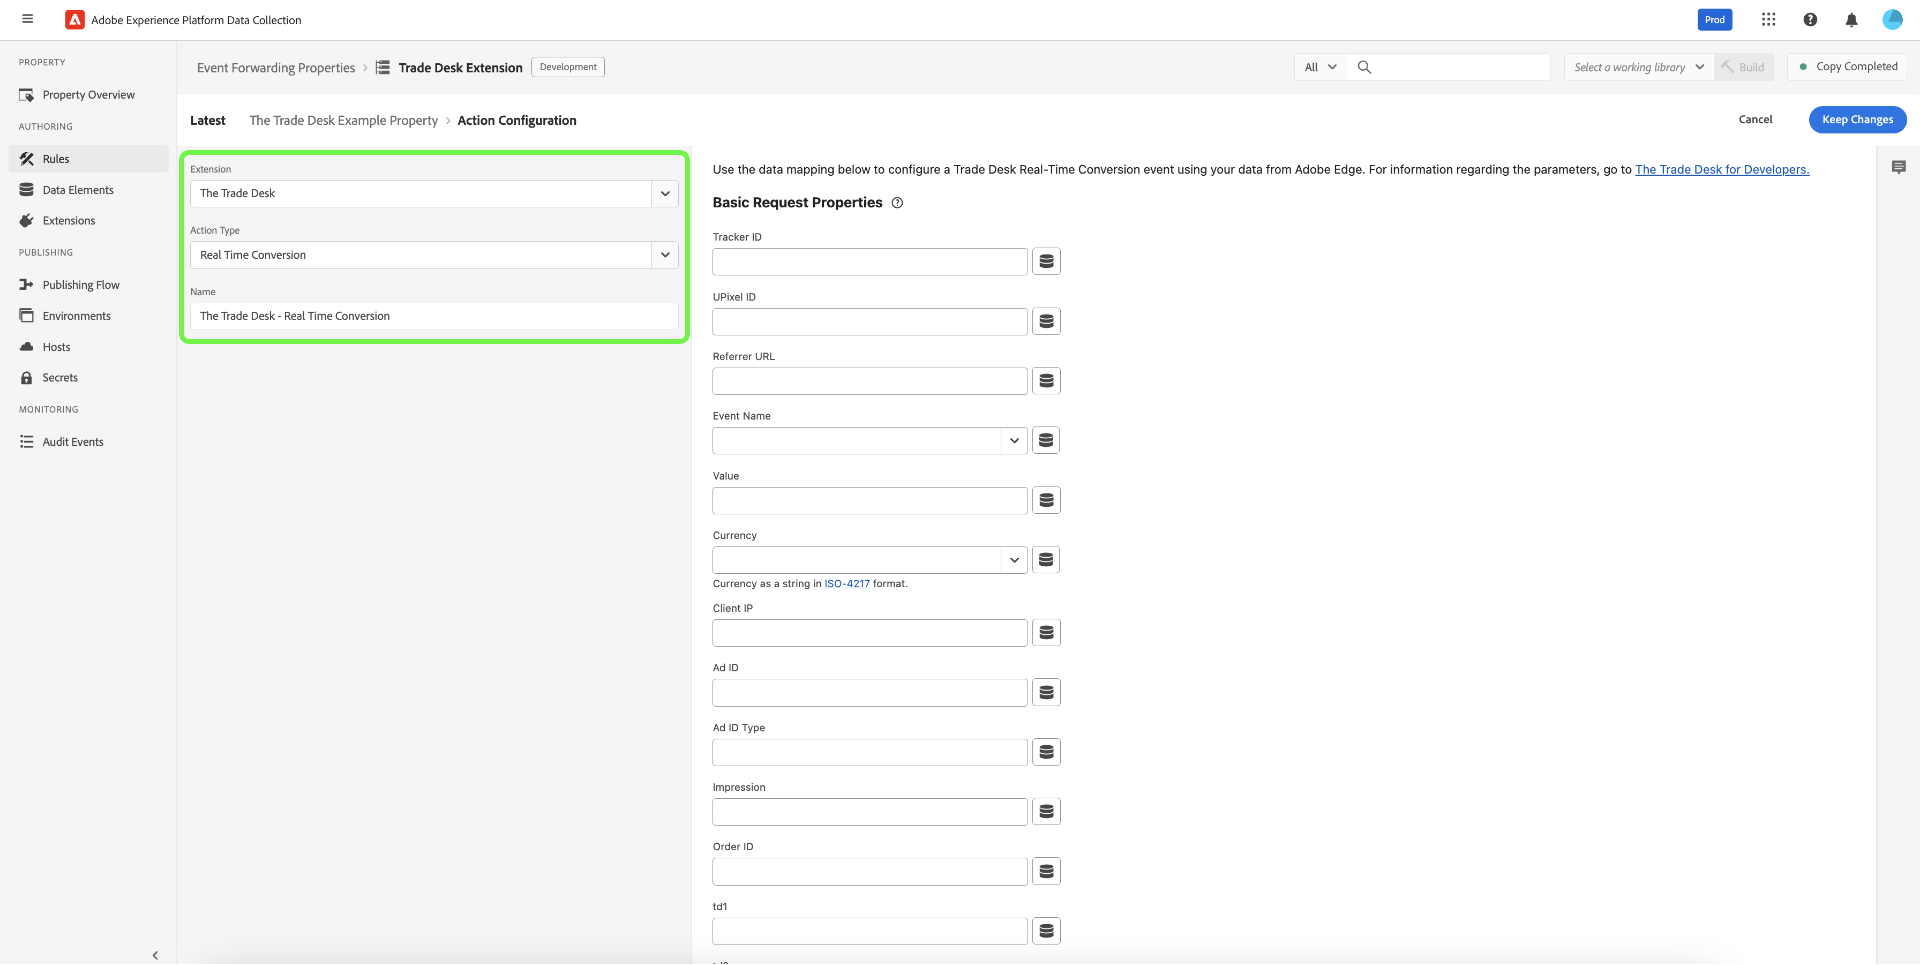 Adobe Experience Platform Data Collection
Prod
PROPERTY
Property Overview
AUTHORING
Rules
Data Elements
Extensions
PUBLISHING
Publishing Flow
Environments
Hosts
Secrets
MONITORING
Audit Events
Event Forwarding Properties > Trade Desk Extension Development
All
Select a working library
Build
Copy Completed
Latest The Trade Desk Example Property > Action Configuration
Cancel
Keep Changes
Extension
The Trade Desk
Action Type
Real Time Conversion
Name
The Trade Desk - Real Time Conversion
Use the data mapping below to configure a Trade Desk Real-Time Conversion event using your data from Adobe Edge. For information regarding the parameters, go to The Trade Desk for Developers.
Basic Request Properties
Tracker ID
UPixel ID
Referrer URL
Event Name
Value
Currency
Currency as a string in ISO-4217 format.
Client IP
Ad ID
Ad ID Type
Impression
Order ID
td1